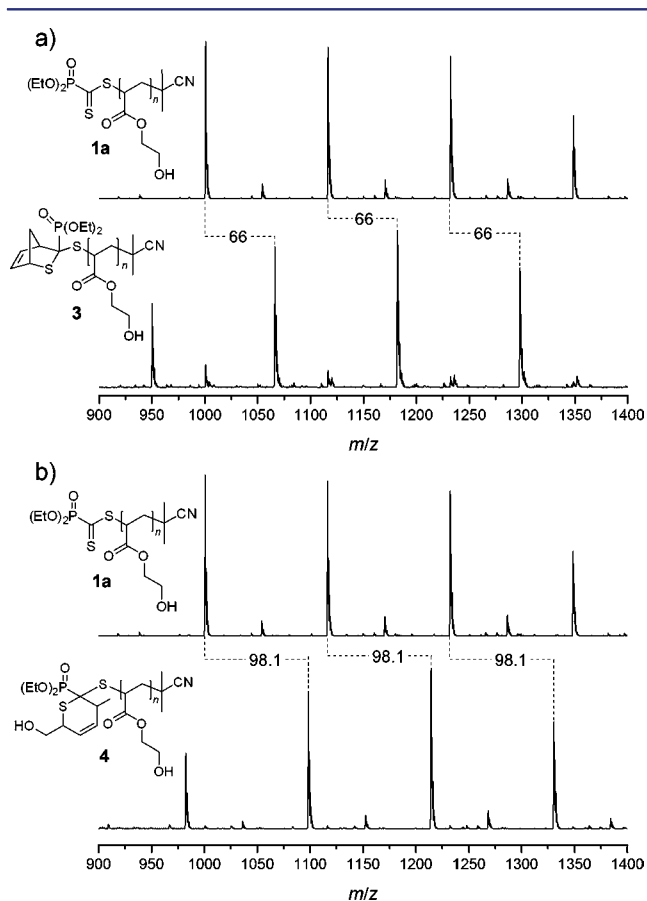 a)
O
(EtO)2P
S
CN
S
n
O
O
1a
OH
O
P(OEt)2
S
CN
n
S
O
O
3
OH
66
66
66
900 950 1000 1050 1100 1150 1200 1250 1300 1350 1400
m/z
b)
O
(EtO)2P
S
CN
S
n
O
O
1a
OH
O
(EtO)2P
S
CN
S
n
HO
O
O
4
OH
98.1
98.1
98.1
900 950 1000 1050 1100 1150 1200 1250 1300 1350 1400
m/z